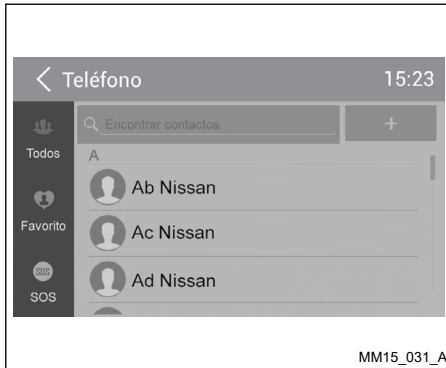 Teléfono 15:23
Encontrar contactos +
Todos
A
Ab Nissan
Favorito
Ac Nissan
SOS
Ad Nissan
SOS
MM15_031_A